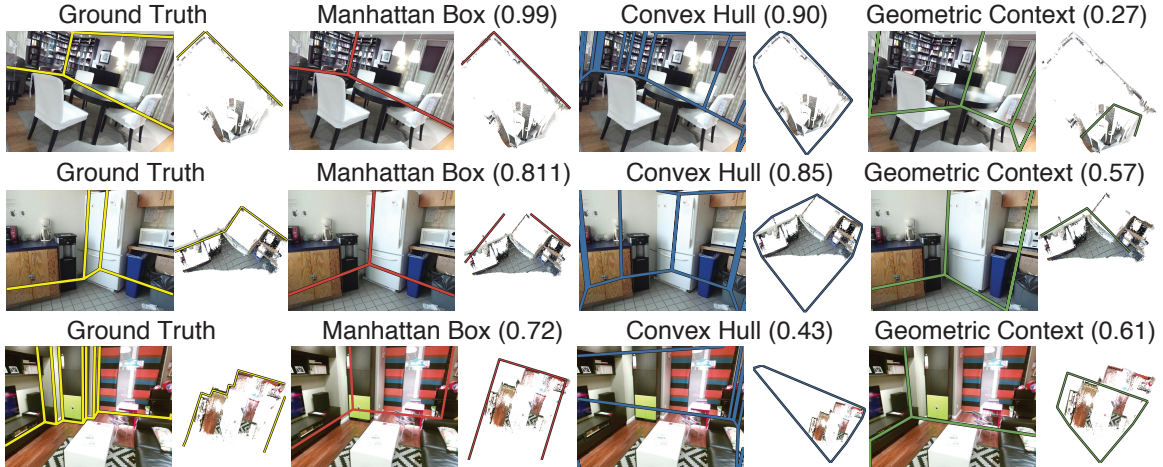 Ground Truth Manhattan Box (0.99) Convex Hull (0.90) Geometric Context (0.27)
Ground Truth Manhattan Box (0.811) Convex Hull (0.85) Geometric Context (0.57)
Ground Truth Manhattan Box (0.72) Convex Hull (0.43) Geometric Context (0.61)